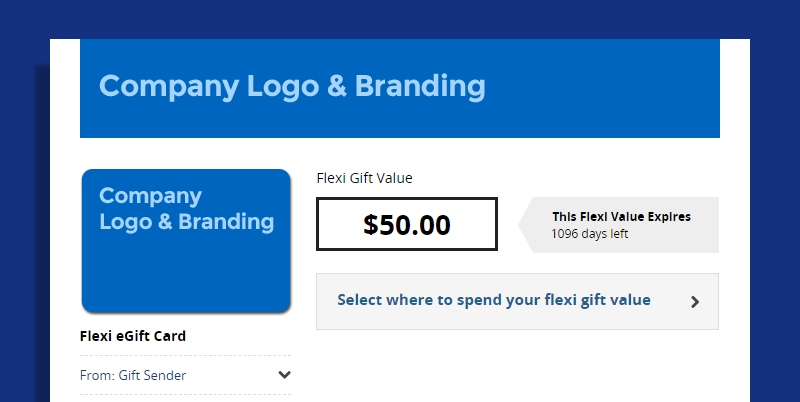 Company Logo & Branding
Company
Logo & Branding
Flexi Gift Value
$50.00
This Flexi Value Expires
1096 days left
Select where to spend your flexi gift value
Flexi eGift Card
From: Gift Sender